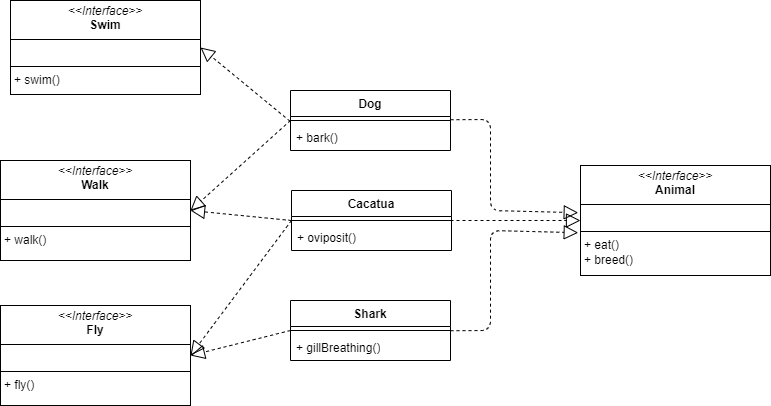 <<Interface>>
Swim
+ swim()
<<Interface>>
Walk
+ walk()
<<Interface>>
Fly
+ fly()
Dog
+ bark()
Cacatua
+ oviposit()
Shark
+ gillBreathing()
<<Interface>>
Animal
+ eat()
+ breed()